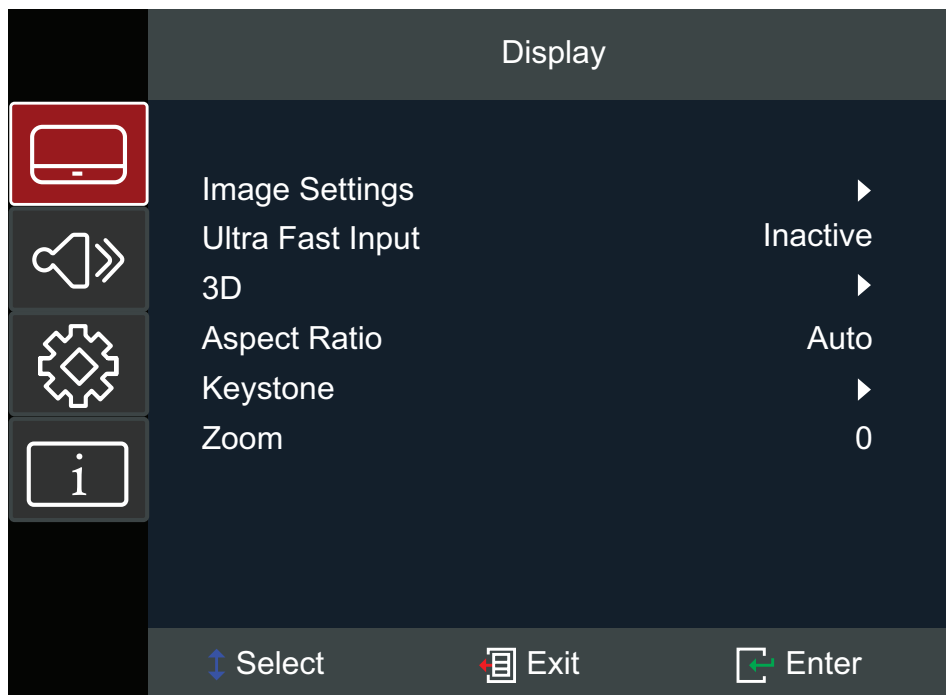 Display
Image Settings
Ultra Fast Input Inactive
3D
Aspect Ratio Auto
Keystone
Zoom 0
i
Select Exit Enter